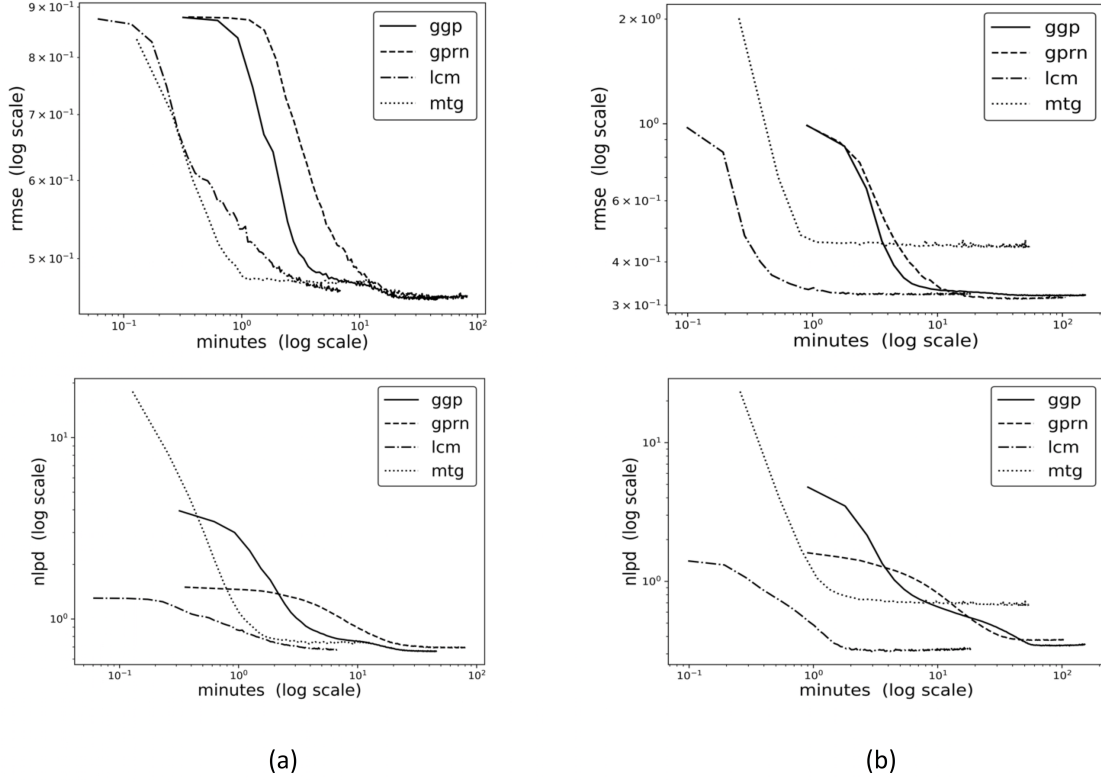 9 × 10⁻¹
8 × 10⁻¹
7 × 10⁻¹
6 × 10⁻¹
5 × 10⁻¹
rmse (log scale)
10⁻¹ 10⁰ 10¹ 10²
minutes (log scale)
ggp
gprn
lcm
mtg
2 × 10⁰
10⁰
6 × 10⁻¹
4 × 10⁻¹
3 × 10⁻¹
rmse (log scale)
10⁻¹ 10⁰ 10¹ 10²
minutes (log scale)
ggp
gprn
lcm
mtg
10¹
10⁰
nlpd (log scale)
10⁻¹ 10⁰ 10¹ 10²
minutes (log scale)
ggp
gprn
lcm
mtg
10¹
10⁰
nlpd (log scale)
10⁻¹ 10⁰ 10¹ 10²
minutes (log scale)
ggp
gprn
lcm
mtg
(a)
(b)